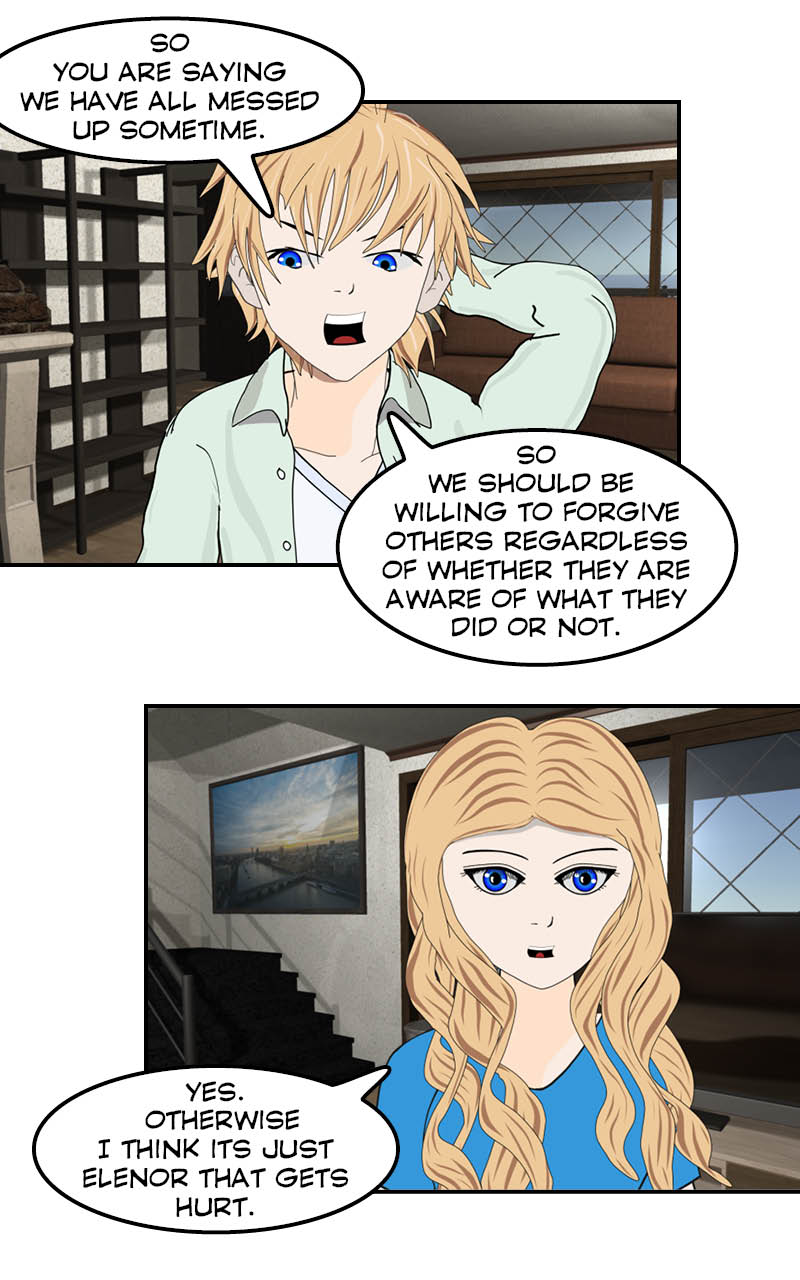 SO
YOU ARE SAYING
WE HAVE ALL MESSED
UP SOMETIME.
SO
WE SHOULD BE
WILLING TO FORGIVE
OTHERS REGARDLESS
OF WHETHER THEY ARE
AWARE OF WHAT THEY
DID OR NOT.
YES.
OTHERWISE
I THINK ITS JUST
ELENOR THAT GETS
HURT.